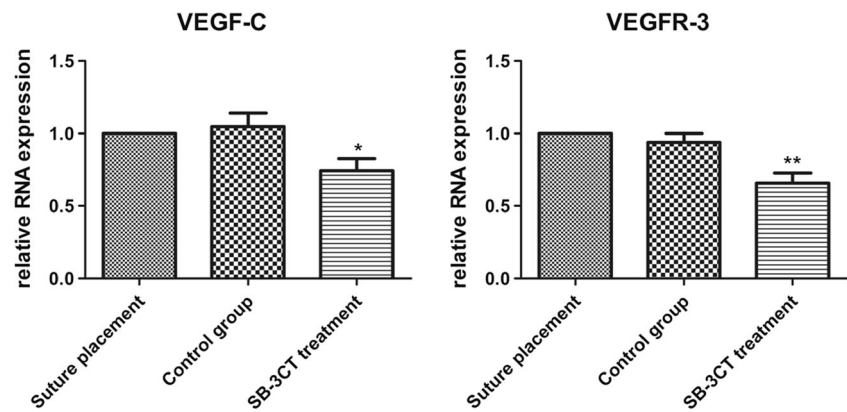 VEGF-C
relative RNA expression
1.5
1.0
0.5
0.0
*
Suture placement
Control group
SB-3CT treatment
VEGFR-3
relative RNA expression
1.5
1.0
0.5
0.0
**
Suture placement
Control group
SB-3CT treatment